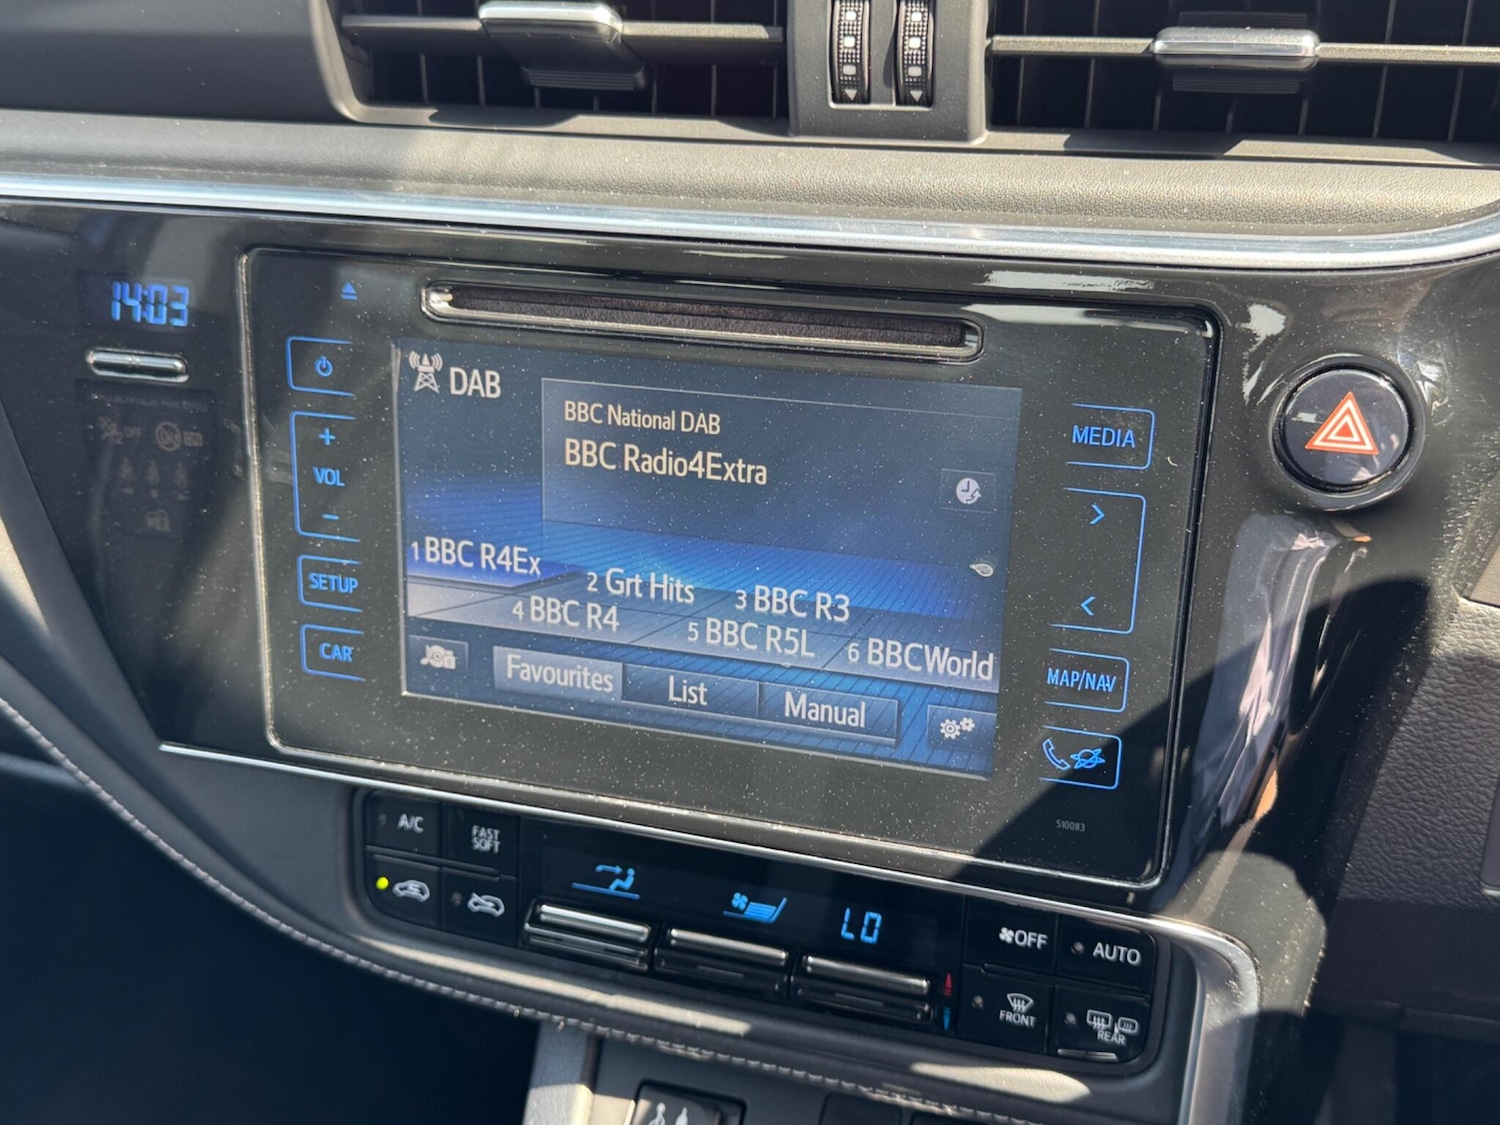 14:03
DAB
BBC National DAB
BBC Radio4Extra
MEDIA
+
VOL
-
SETUP
CAR
>
<
MAP/NAV
1 BBC R4Ex
2 Grt Hits
3 BBC R3
4 BBC R4
5 BBC R5L
6 BBCWorld
Favourites
List
Manual
510083
A/C
FAST
SOFT
LO
OFF
AUTO
FRONT
REAR